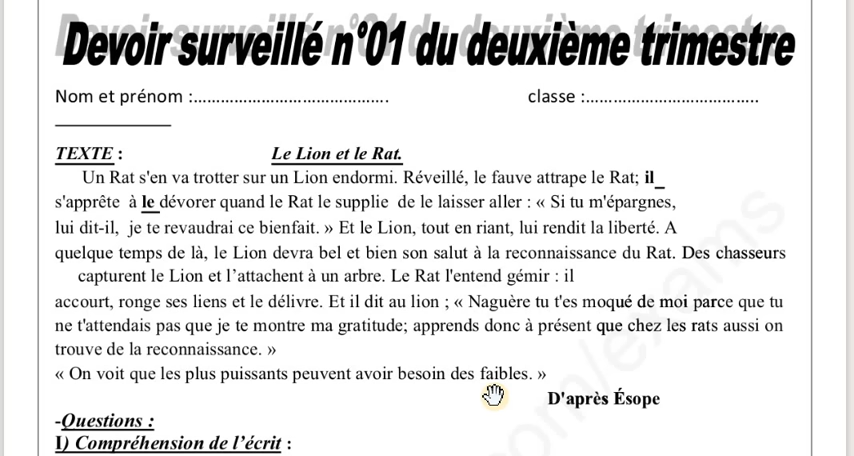 Devoir surveillé n°01 du deuxième trimestre
Nom et prénom :.......................................... classe :......................................
TEXTE : Le Lion et le Rat.
Un Rat s'en va trotter sur un Lion endormi. Réveillé, le fauve attrape le Rat; il_
s'apprête à le dévorer quand le Rat le supplie de le laisser aller : « Si tu m'épargnes,
lui dit-il, je te revaudrai ce bienfait. » Et le Lion, tout en riant, lui rendit la liberté. A
quelque temps de là, le Lion devra bel et bien son salut à la reconnaissance du Rat. Des chasseurs
capturent le Lion et l'attachent à un arbre. Le Rat l'entend gémir : il
accourt, ronge ses liens et le délivre. Et il dit au lion ; « Naguère tu t'es moqué de moi parce que tu
ne t'attendais pas que je te montre ma gratitude; apprends donc à présent que chez les rats aussi on
trouve de la reconnaissance. »
« On voit que les plus puissants peuvent avoir besoin des faibles. »
D'après Ésope
-Questions :
I) Compréhension de l'écrit :